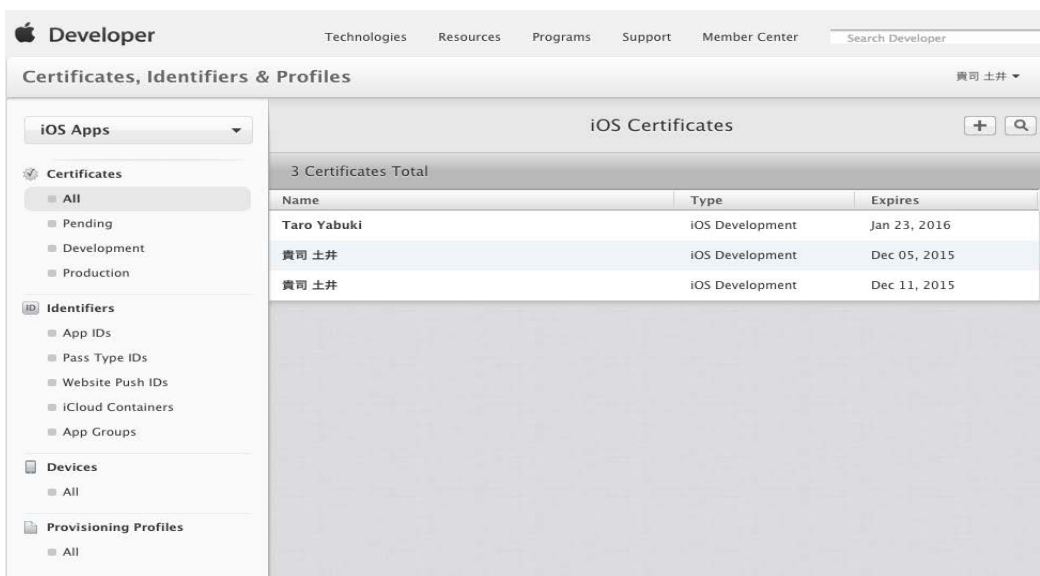 Developer
Technologies Resources Programs Support Member Center Search Developer
Certificates, Identifiers & Profiles
貴司 土井
iOS Apps
Certificates
All
Pending
Development
Production
ID Identifiers
App IDs
Pass Type IDs
Website Push IDs
iCloud Containers
App Groups
Devices
All
Provisioning Profiles
All
iOS Certificates
3 Certificates Total
Name Type Expires
Taro Yabuki iOS Development Jan 23, 2016
貴司 土井 iOS Development Dec 05, 2015
貴司 土井 iOS Development Dec 11, 2015